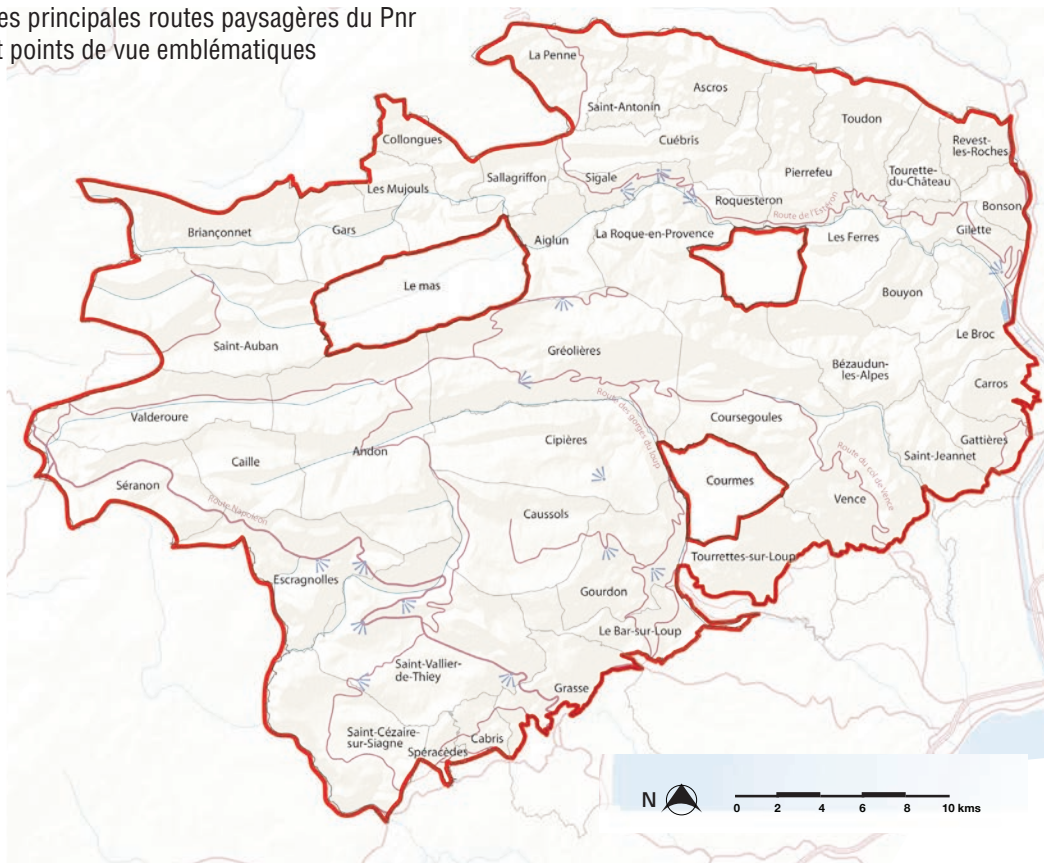 es principales routes paysagères du Pnr
t points de vue emblématiques
La Penne
Ascros
Saint-Antonin
Toudon
Collongues
Cuébris
Revest-
les-Roches
Les Mujouls
Sallagriffon
Sigale
Pierrefeu
Tourette-
du-Château
Roquesteron
Route de l'Esteron
Bonson
Briançonnet
Gars
Aiglun
La Roque-en-Provence
Les Ferres
Gilette
Le mas
Bouyon
Saint-Auban
Gréolières
Le Broc
Bézaudun-
les-Alpes
Carros
Valderoure
Route des gorges du loup
Coursegoules
Andon
Cipières
Gattières
Caille
Saint-Jeannet
Séranon
Courmes
Route du col de Vence
Vence
Route Napoléon
Caussols
Tourrettes-sur-Loup
Escragnolles
Gourdon
Le Bar-sur-Loup
Saint-Vallier-
de-Thiey
Grasse
Saint-Cézaire-
sur-Siagne
Cabris
Spéracèdes
N
0 2 4 6 8 10 kms